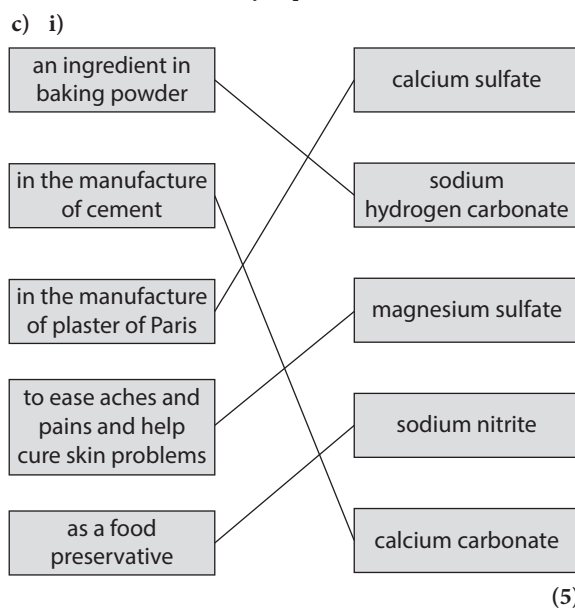 c) i)
an ingredient in
baking powder
calcium sulfate
in the manufacture
of cement
sodium
hydrogen carbonate
in the manufacture
of plaster of Paris
magnesium sulfate
to ease aches and
pains and help
cure skin problems
sodium nitrite
as a food
preservative
calcium carbonate
(5)